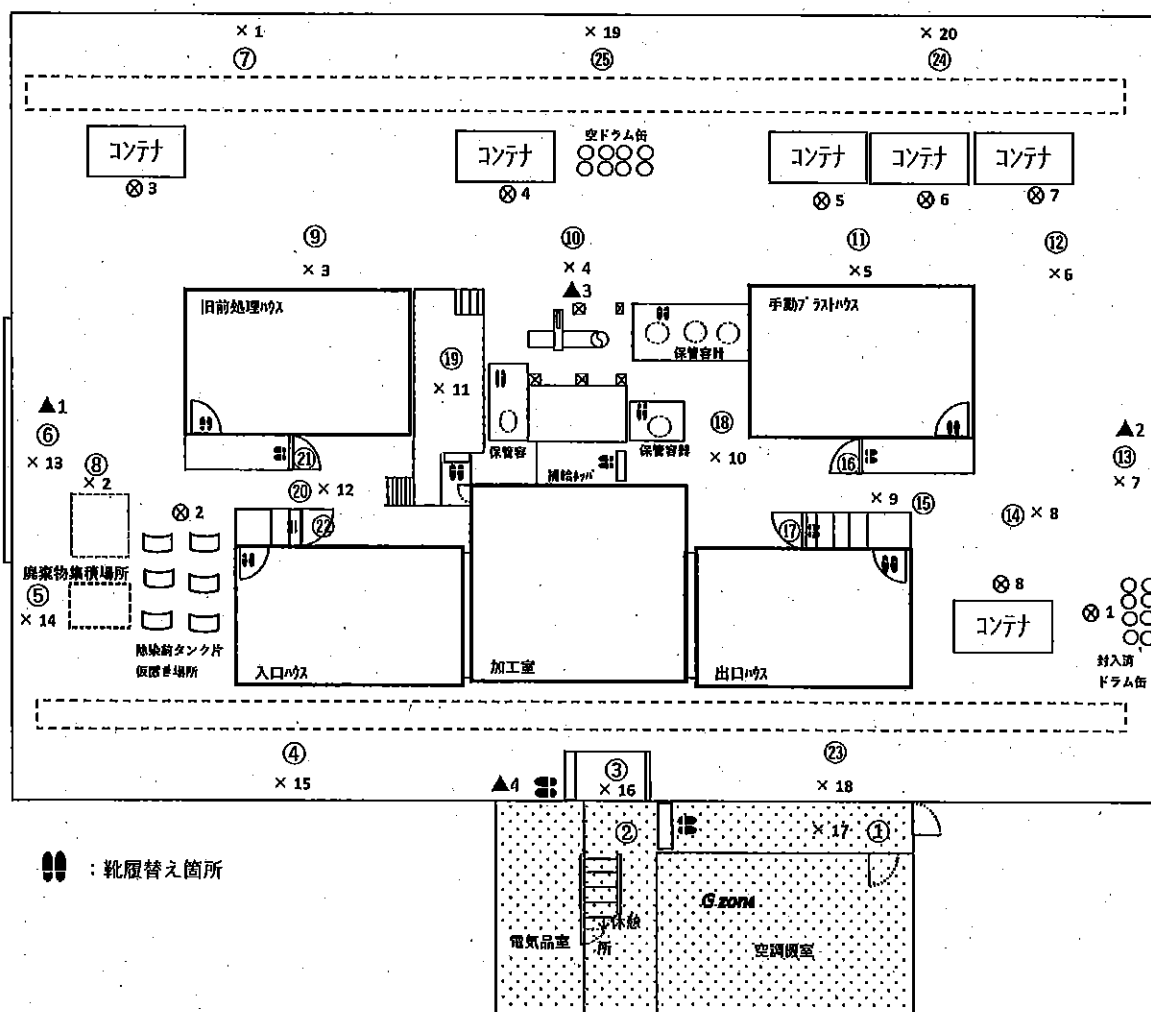 × 1
× 19
× 20
⑦
㉕
㉔
コンテナ
コンテナ
空ドラム缶
コンテナ
コンテナ
コンテナ
⊗ 3
⊗ 4
⊗ 5
⊗ 6
⊗ 7
⑨
⑩
⑪
⑫
× 3
× 4
× 5
× 6
▲3
旧前処理ハウス
手動ブラストハウス
保管容器
⑲
× 11
▲1
⑥
× 13
⑱
× 10
▲2
⑬
× 7
保管容
保管容器
⑧
× 2
㉑
⑯
⑳
× 12
× 9
⑮
⊗ 2
㉒
⑰
⑭ × 8
廃棄物集積場所
⑤
× 14
除染前タンク片
仮置き場所
入口ハウス
加工室
出口ハウス
⊗ 8
コンテナ
⊗ 1
封入済
ドラム缶
④
× 15
▲4
③
× 16
㉓
× 18
②
× 17
①
:靴履替え箇所
G zone
電気品室
休憩
所
空調機室